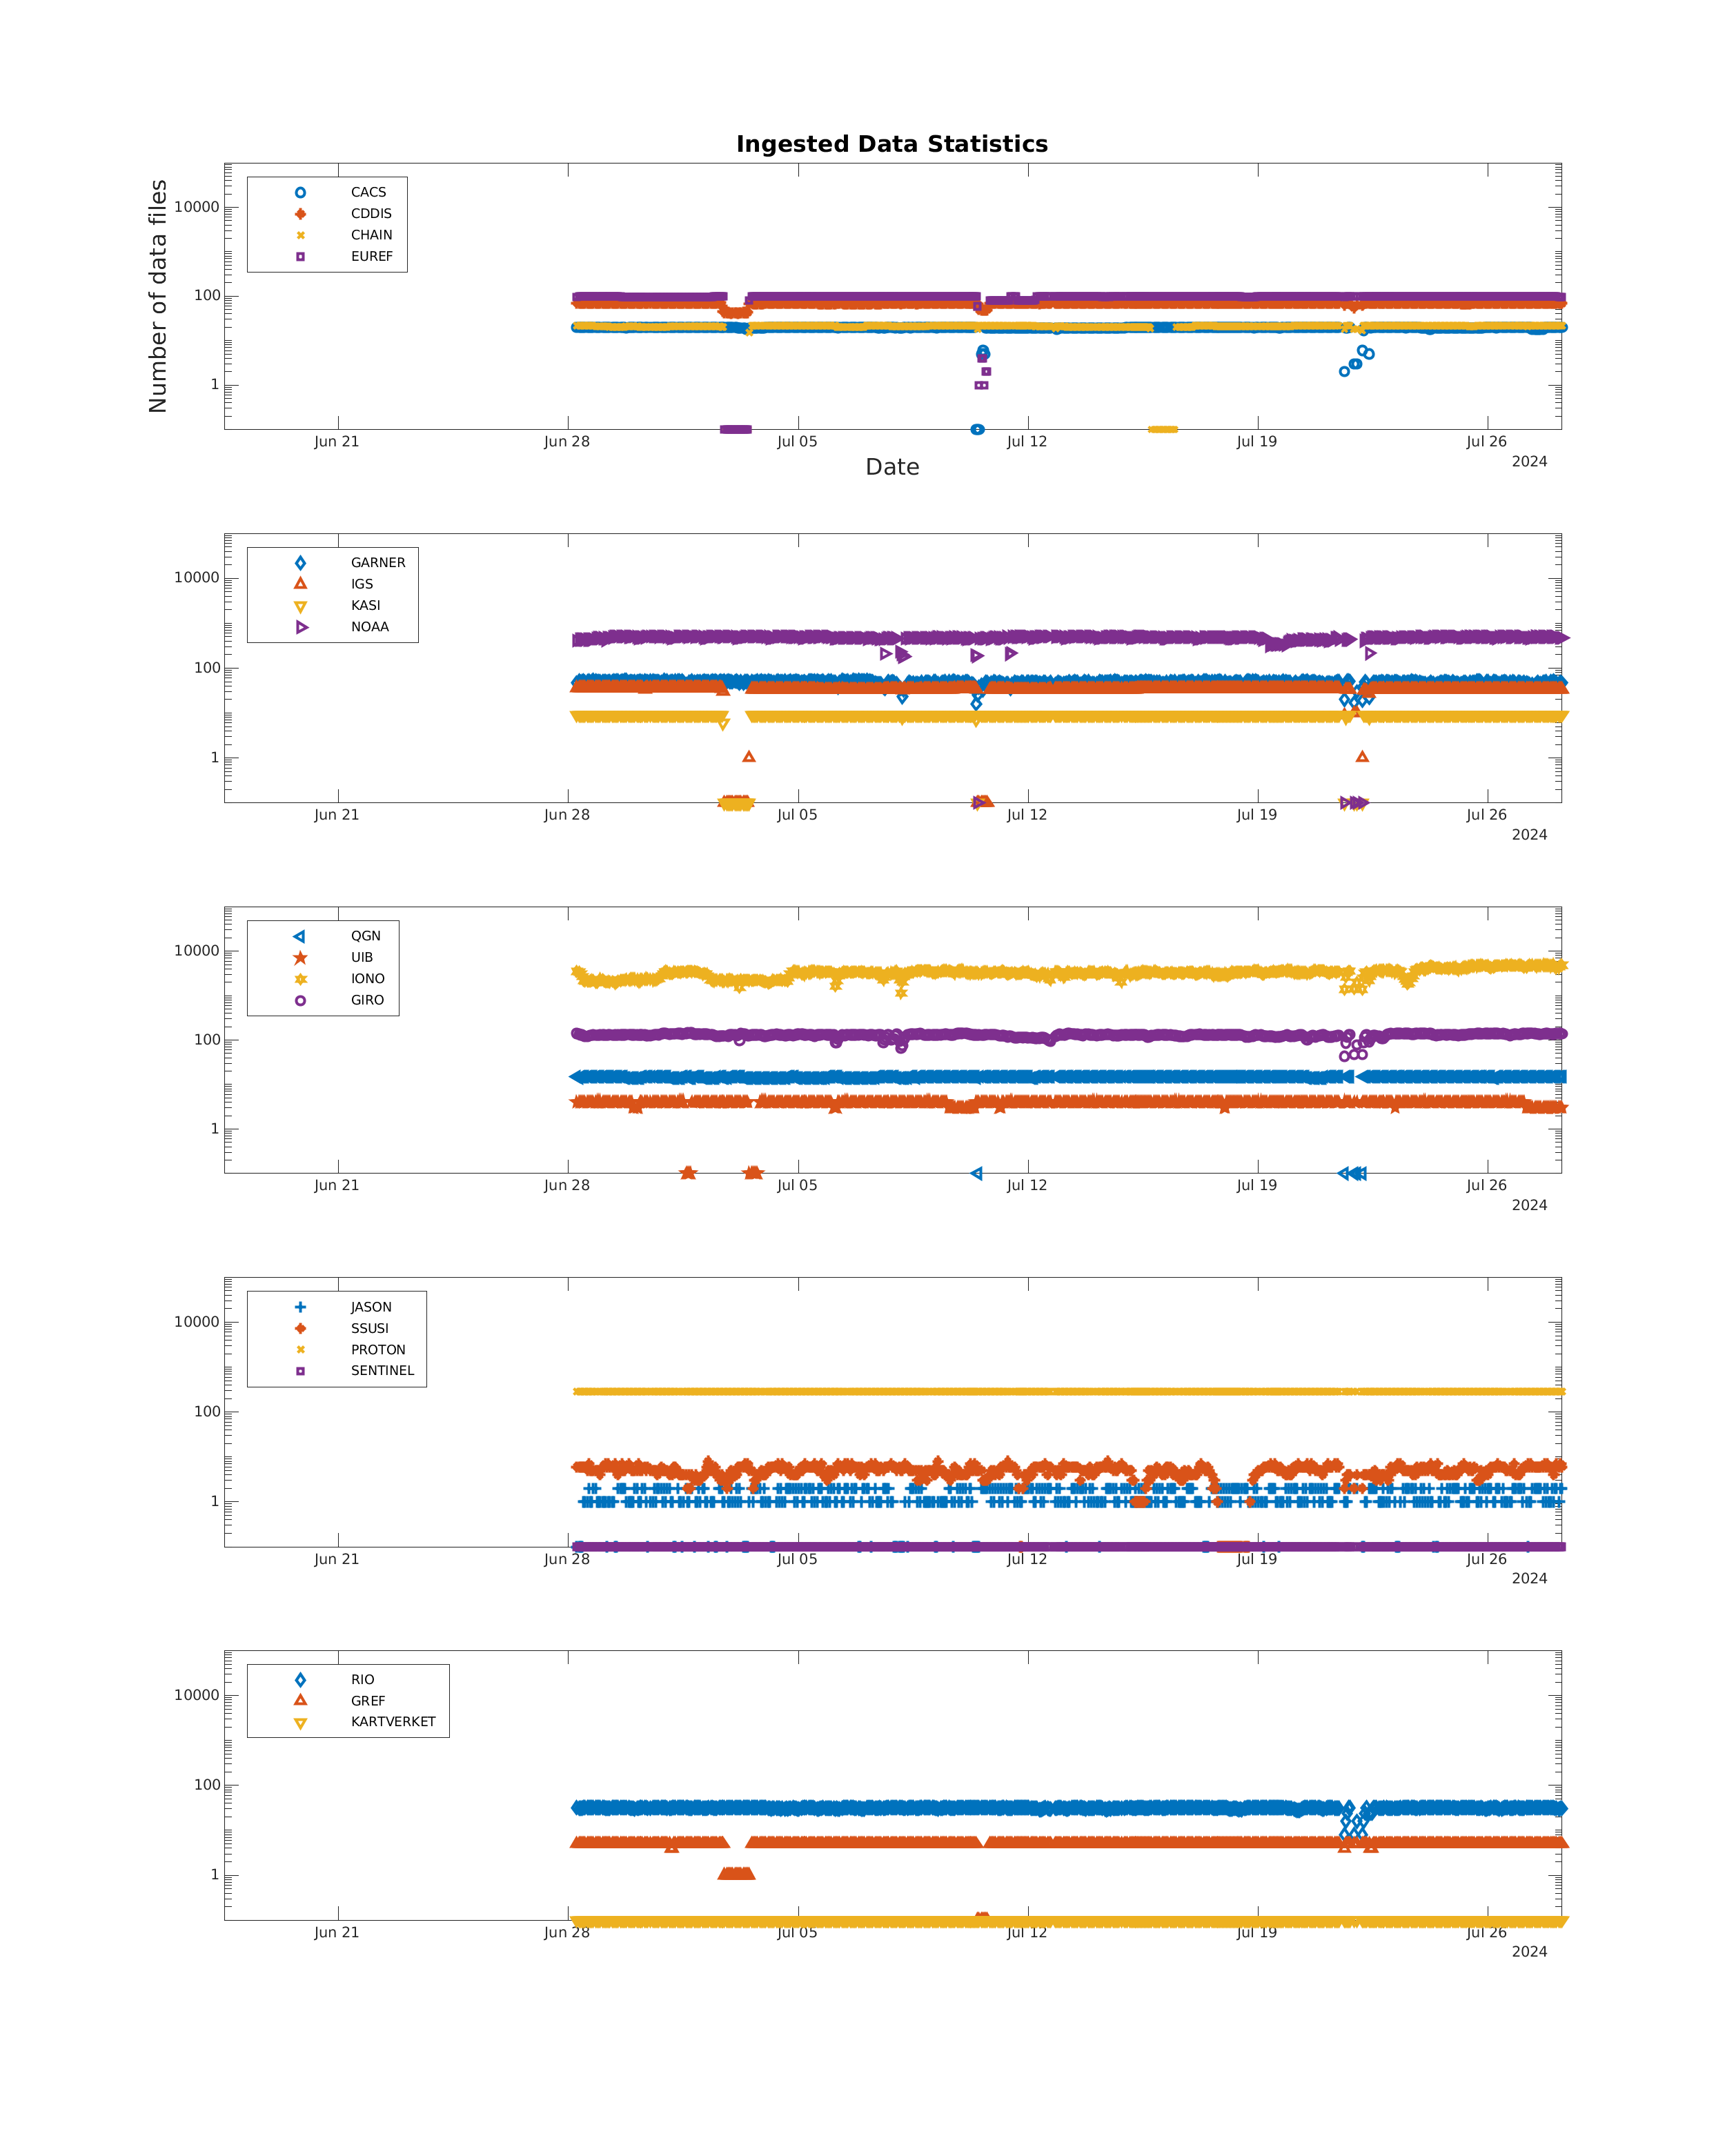 Ingested Data Statistics
Number of data files
CACS
CDDIS
CHAIN
EUREF
10000
100
1
Jun 21 Jun 28 Jul 05 Jul 12 Jul 19 Jul 26
2024
Date
GARNER
IGS
KASI
NOAA
10000
100
1
Jun 21 Jun 28 Jul 05 Jul 12 Jul 19 Jul 26
2024
QGN
UIB
IONO
GIRO
10000
100
1
Jun 21 Jun 28 Jul 05 Jul 12 Jul 19 Jul 26
2024
JASON
SSUSI
PROTON
SENTINEL
10000
100
1
Jun 21 Jun 28 Jul 05 Jul 12 Jul 19 Jul 26
2024
RIO
GREF
KARTVERKET
10000
100
1
Jun 21 Jun 28 Jul 05 Jul 12 Jul 19 Jul 26
2024